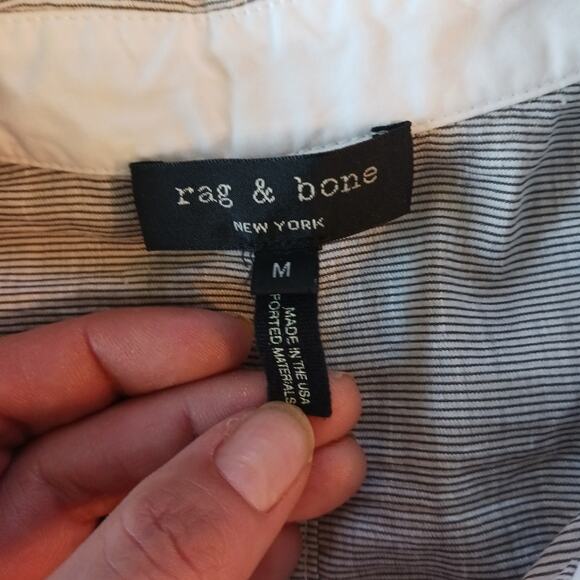 rag & bone
NEW YORK
M
MADE IN THE USA
PORTED MATERIALS